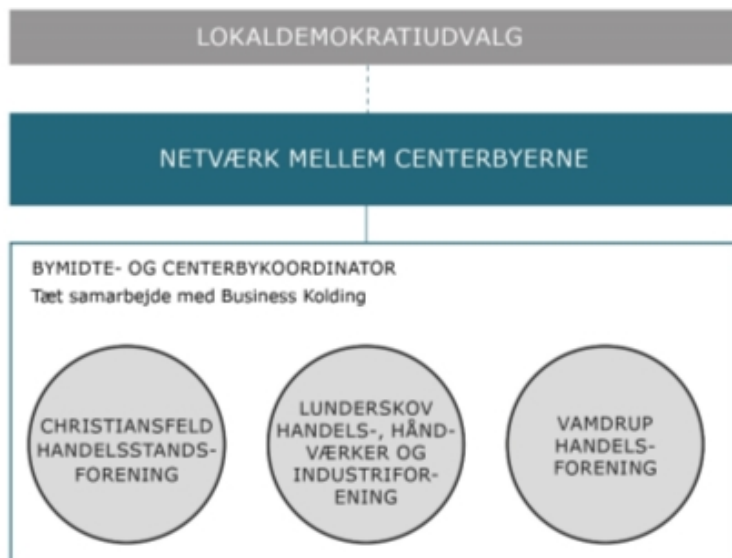 LOKALDEMOKRATIUDVALG
NETVÆRK MELLEM CENTERBYERNE
BYMIDTE- OG CENTERBYKOORDINATOR
Tæt samarbejde med Business Kolding
CHRISTIANSFELD
HANDELSSTANDS-
FORENING
LUNDERSKOV
HANDELS-, HÅND-
VÆRKER OG
INDUSTRIFOR-
ENING
VAMDRUP
HANDELS-
FORENING